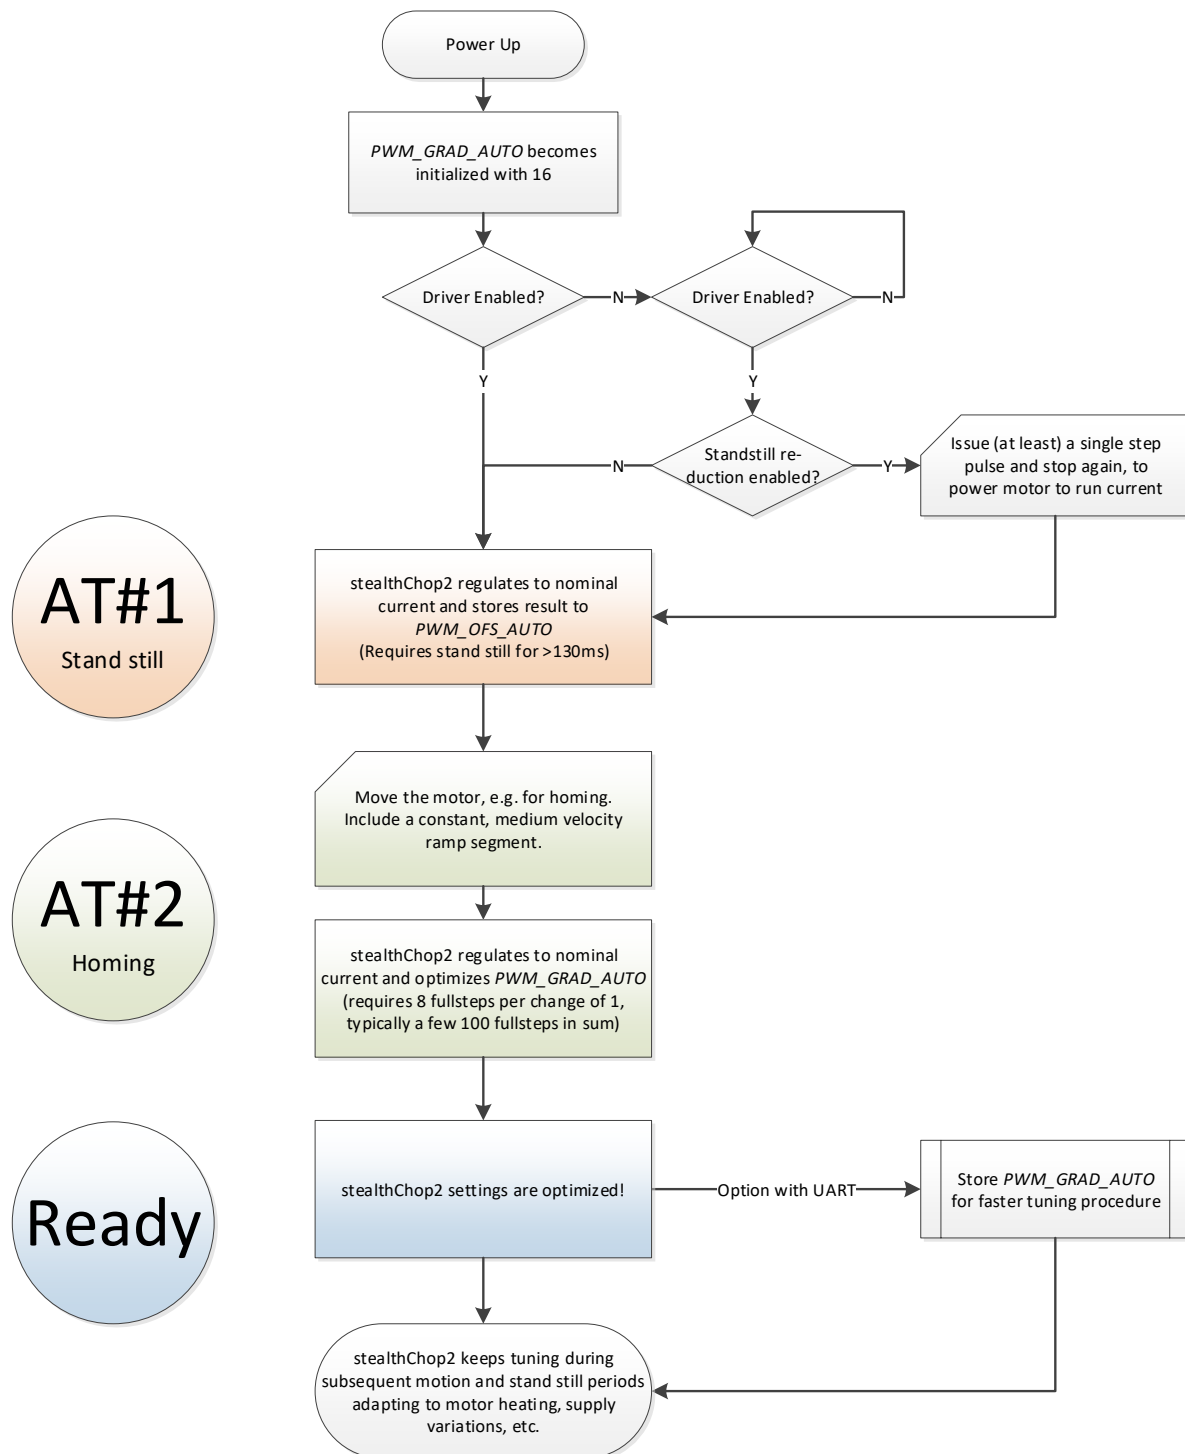 Power Up
PWM_GRAD_AUTO becomes
initialized with 16
Driver Enabled?
N
Driver Enabled?
N
Y
Y
Standstill re-
duction enabled?
N
Y
Issue (at least) a single step
pulse and stop again, to
power motor to run current
AT#1
Stand still
stealthChop2 regulates to nominal
current and stores result to
PWM_OFS_AUTO
(Requires stand still for >130ms)
Move the motor, e.g. for homing.
Include a constant, medium velocity
ramp segment.
AT#2
Homing
stealthChop2 regulates to nominal
current and optimizes PWM_GRAD_AUTO
(requires 8 fullsteps per change of 1,
typically a few 100 fullsteps in sum)
Ready
stealthChop2 settings are optimized!
Option with UART
Store PWM_GRAD_AUTO
for faster tuning procedure
stealthChop2 keeps tuning during
subsequent motion and stand still periods
adapting to motor heating, supply
variations, etc.